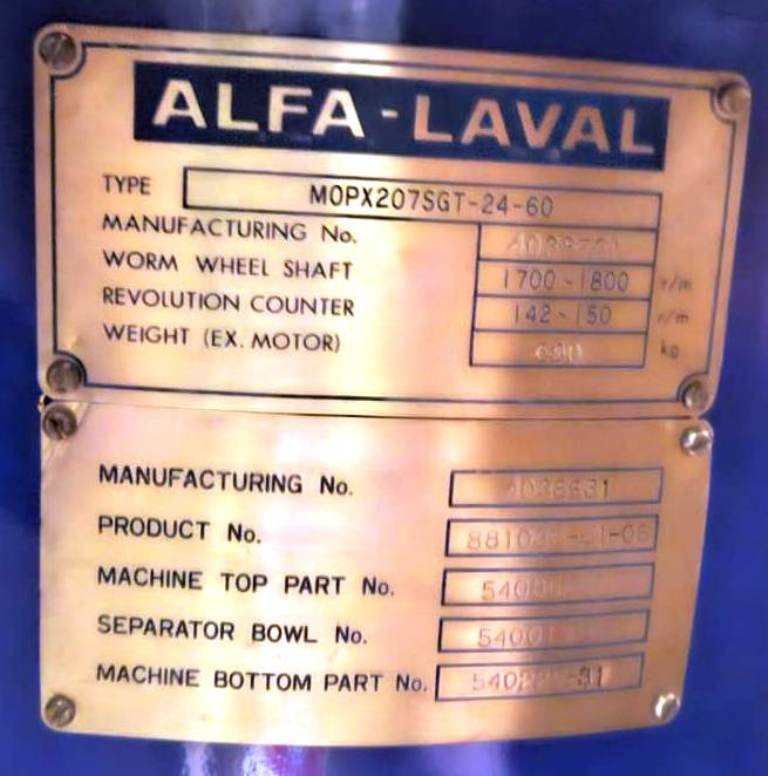 ALFA-LAVAL
TYPE MOPX207SGT-24-60
MANUFACTURING No.
WORM WHEEL SHAFT 1700~1800 r/m
REVOLUTION COUNTER 142~150 r/m
WEIGHT (EX. MOTOR) kg
MANUFACTURING No.
PRODUCT No.
MACHINE TOP PART No.
SEPARATOR BOWL No.
MACHINE BOTTOM PART No.